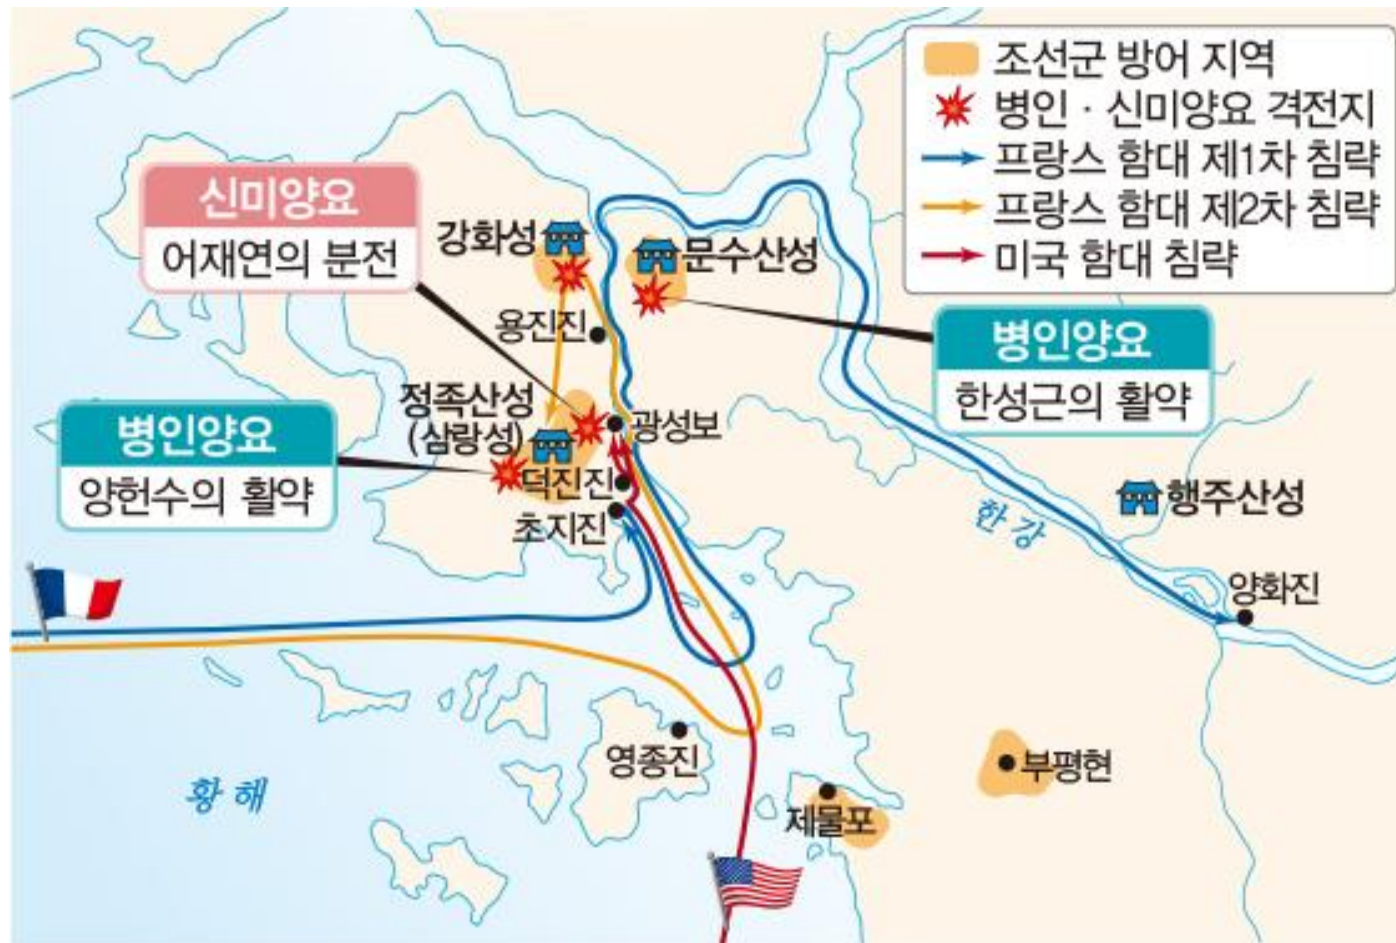 조선군 방어 지역
병인 · 신미양요 격전지
프랑스 함대 제1차 침략
프랑스 함대 제2차 침략
미국 함대 침략
신미양요
어재연의 분전
강화성
문수산성
용진진
병인양요
한성근의 활약
정족산성
(삼랑성)
광성보
병인양요
양헌수의 활약
덕진진
초지진
행주산성
한강
양화진
영종진
부평현
황해
제물포